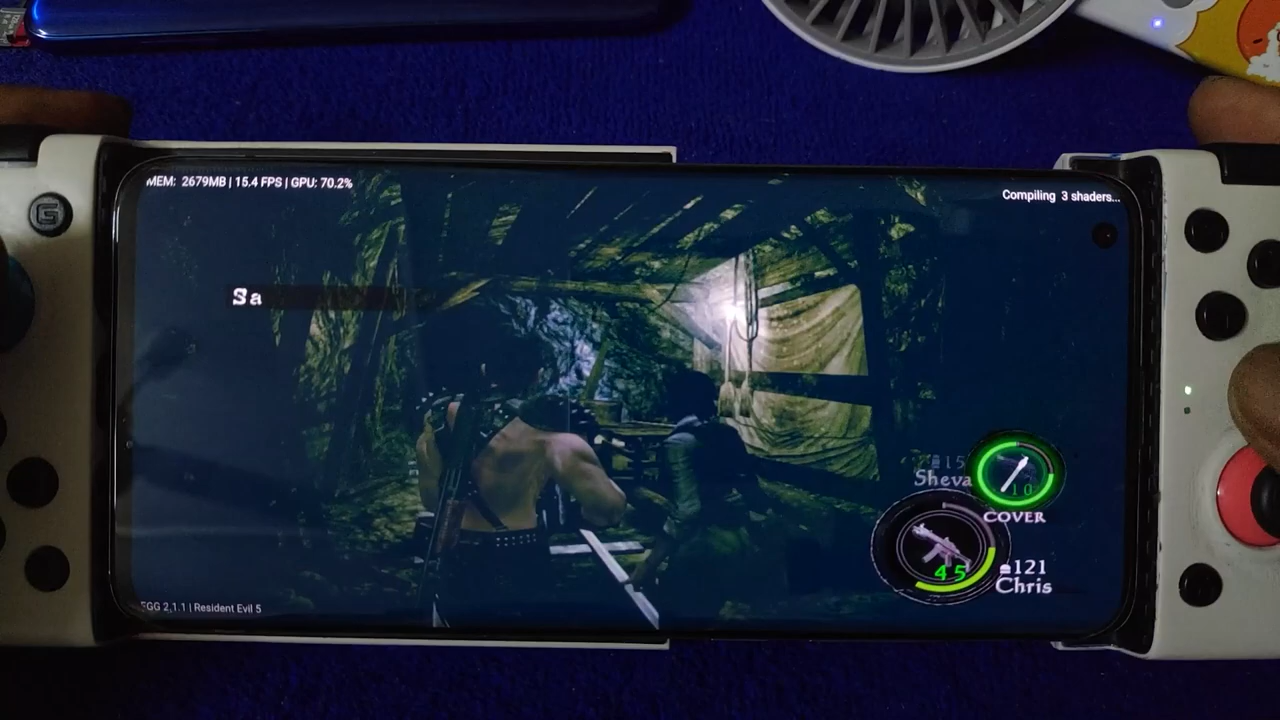 MEM: 2679MB | 15.4 FPS | GPU: 70.2%
Compiling 3 shaders...
Sa
15
Sheva
10
COVER
45
121
Chris
EGG 2.1.1 | Resident Evil 5
G